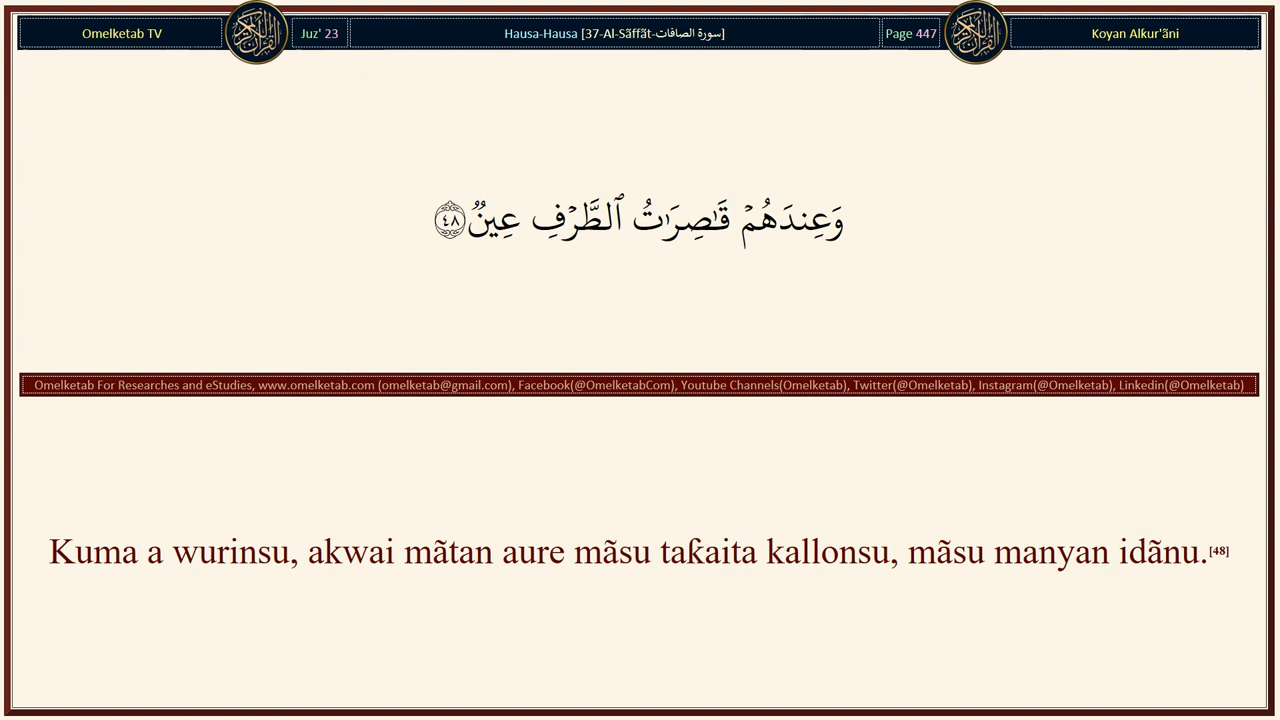 Omelketab TV
Juz' 23
Hausa-Hausa [37-Al-Sãffãt-سورة الصافات]
Page 447
Koyan Alƙur'ãni
وَعِندَهُمۡ قَٰصِرَٰتُ ٱلطَّرۡفِ عِينٞ ٤٨
Omelketab For Researches and eStudies, www.omelketab.com (omelketab@gmail.com), Facebook(@OmelketabCom), Youtube Channels(Omelketab), Twitter(@Omelketab), Instagram(@Omelketab), Linkedin(@Omelketab)
Kuma a wurinsu, akwai mãtan aure mãsu taƙaita kallonsu, mãsu manyan idãnu.[48]